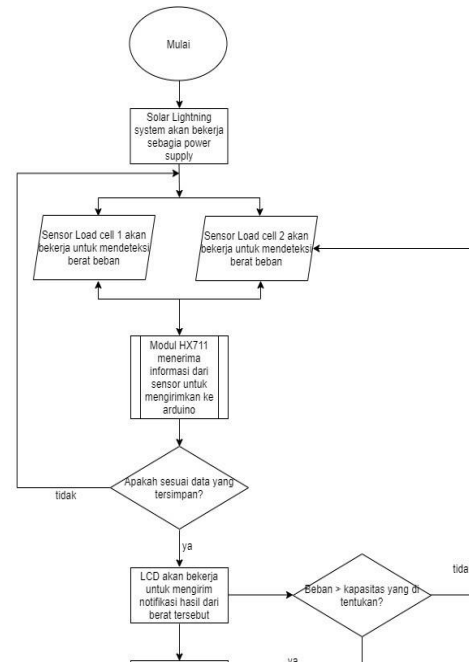 Mulai
Solar Lightning
system akan bekerja
sebagia power
supply
Sensor Load cell 1 akan
bekerja untuk mendeteksi
berat beban
Sensor Load cell 2 akan
bekerja untuk mendeteksi
berat beban
Modul HX711
menerima
informasi dari
sensor untuk
mengirimkan ke
arduino
Apakah sesuai data yang
tersimpan?
tidak
ya
LCD akan bekerja
untuk mengirim
notifikasi hasil dari
berat tersebut
Beban > kapasitas yang di
tentukan?
tida
ya